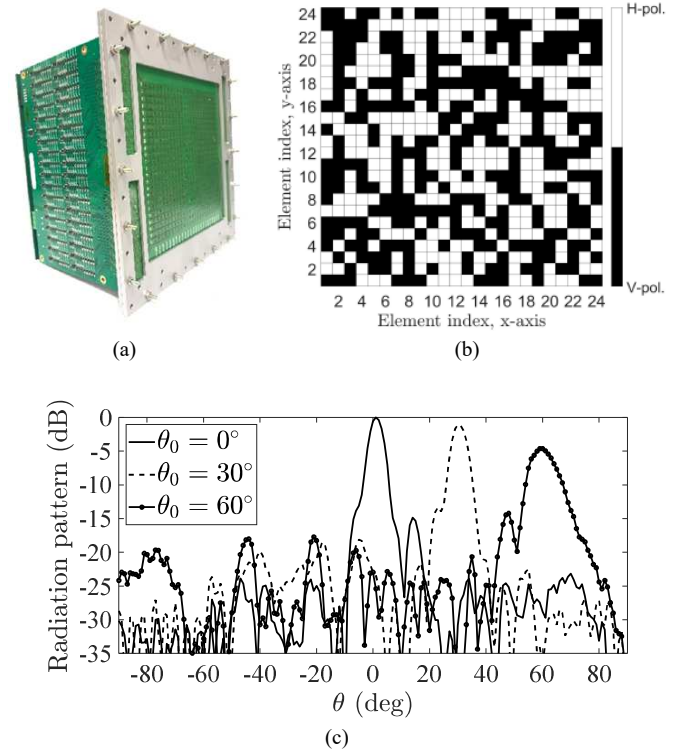 24
22
20
18
16
14
12
10
8
6
4
2
Element index, y-axis
2 4 6 8 10 12 14 16 18 20 22 24
Element index, x-axis
H-pol.
V-pol.
(a)
(b)
Radiation pattern (dB)
0
-5
-10
-15
-20
-25
-30
-35
θ₀ = 0°
θ₀ = 30°
θ₀ = 60°
-80 -60 -40 -20 0 20 40 60 80
θ (deg)
(c)